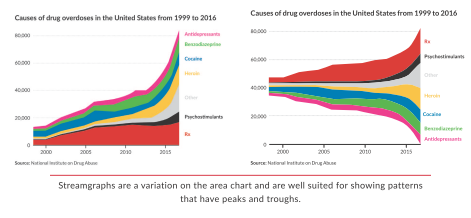 Causes of drug overdoses in the United States from 1999 to 2016
80,000
60,000
40,000
20,000
0
2000
2005
2010
2015
Antidepressants
Benzodiazepine
Cocaine
Heroin
Other
Psychostimulants
Rx
Source: National Institute on Drug Abuse
Causes of drug overdoses in the United States from 1999 to 2016
80,000
60,000
40,000
20,000
0
2000
2005
2010
2015
Rx
Psychostimulants
Other
Heroin
Cocaine
Benzodiazepine
Antidepressants
Source: National Institute on Drug Abuse
Streamgraphs are a variation on the area chart and are well suited for showing patterns
that have peaks and troughs.